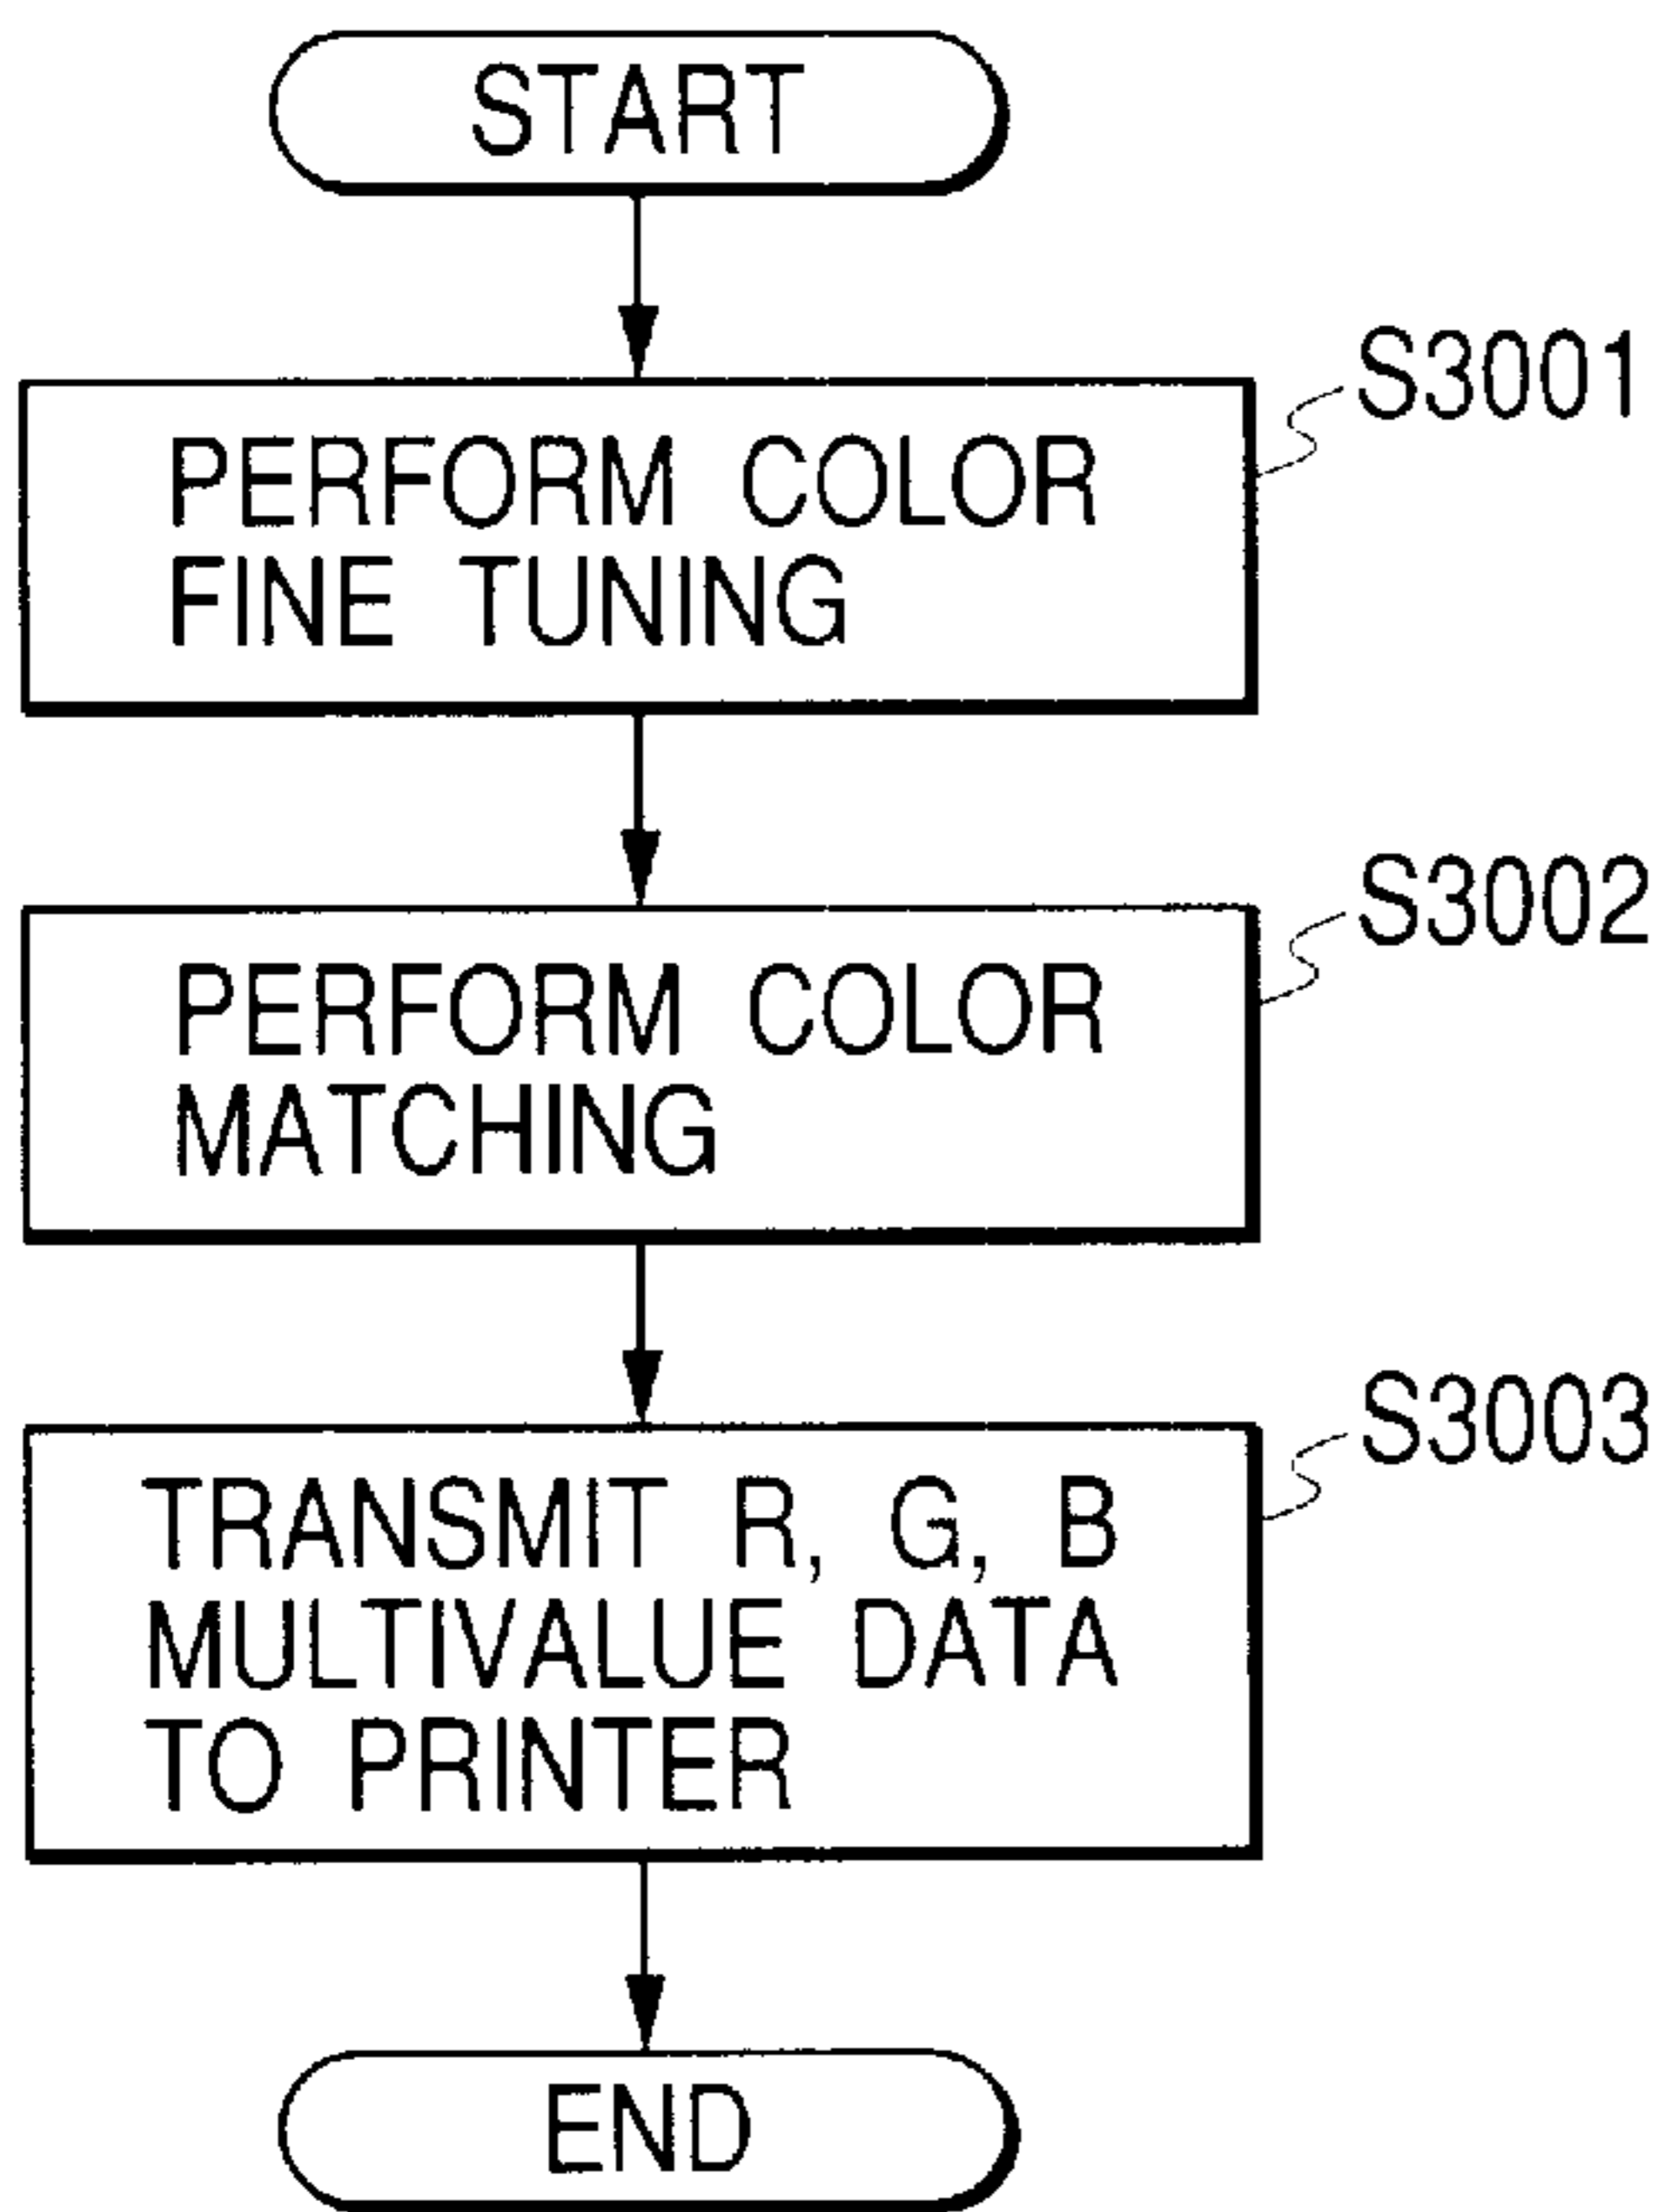 START
S3001
PERFORM COLOR
FINE TUNING
S3002
PERFORM COLOR
MATCHING
S3003
TRANSMIT R, G, B
MULTIVALUE DATA
TO PRINTER
END